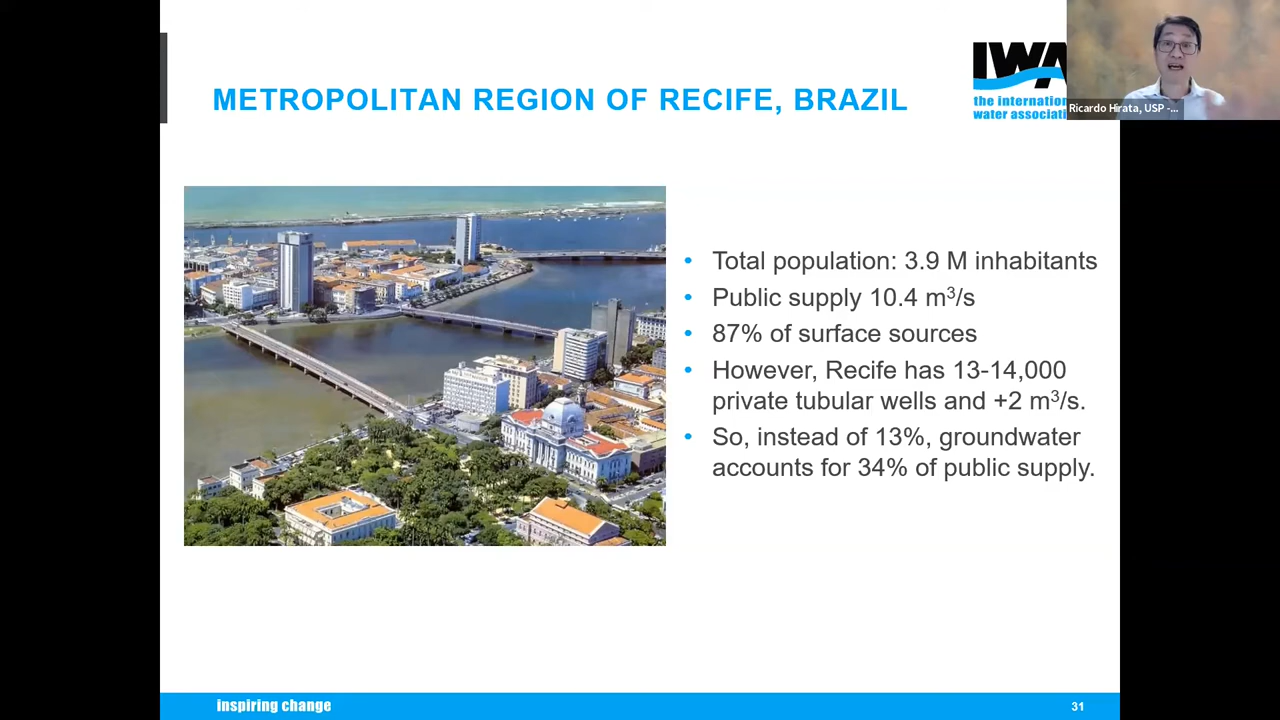 METROPOLITAN REGION OF RECIFE, BRAZIL
IWA
the internation
water associati
Ricardo Hirata, USP -...
• Total population: 3.9 M inhabitants
• Public supply 10.4 m³/s
• 87% of surface sources
• However, Recife has 13-14,000
private tubular wells and +2 m³/s.
• So, instead of 13%, groundwater
accounts for 34% of public supply.
inspiring change
31